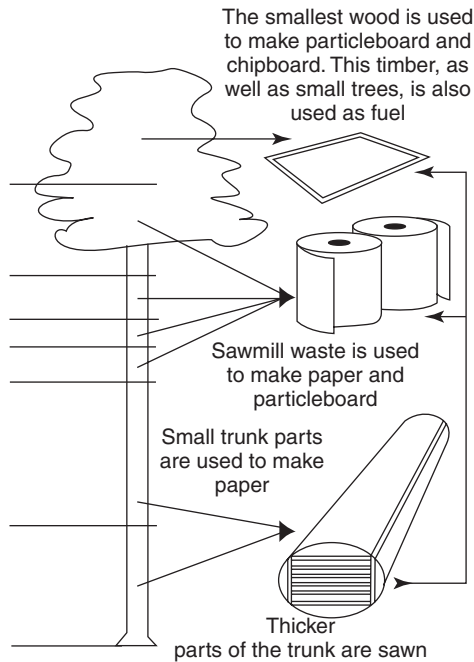 The smallest wood is used
to make particleboard and
chipboard. This timber, as
well as small trees, is also
used as fuel
Sawmill waste is used
to make paper and
particleboard
Small trunk parts
are used to make
paper
Thicker
parts of the trunk are sawn